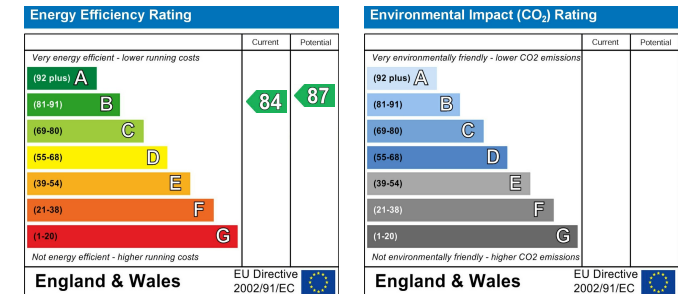 Energy Efficiency Rating
Current Potential
Very energy efficient - lower running costs
(92 plus) A
(81-91) B
84 87
(69-80) C
(55-68) D
(39-54) E
(21-38) F
(1-20) G
Not energy efficient - higher running costs
England & Wales
EU Directive
2002/91/EC
Environmental Impact (CO₂) Rating
Current Potential
Very environmentally friendly - lower CO2 emissions
(92 plus) A
(81-91) B
(69-80) C
(55-68) D
(39-54) E
(21-38) F
(1-20) G
Not environmentally friendly - higher CO2 emissions
England & Wales
EU Directive
2002/91/EC